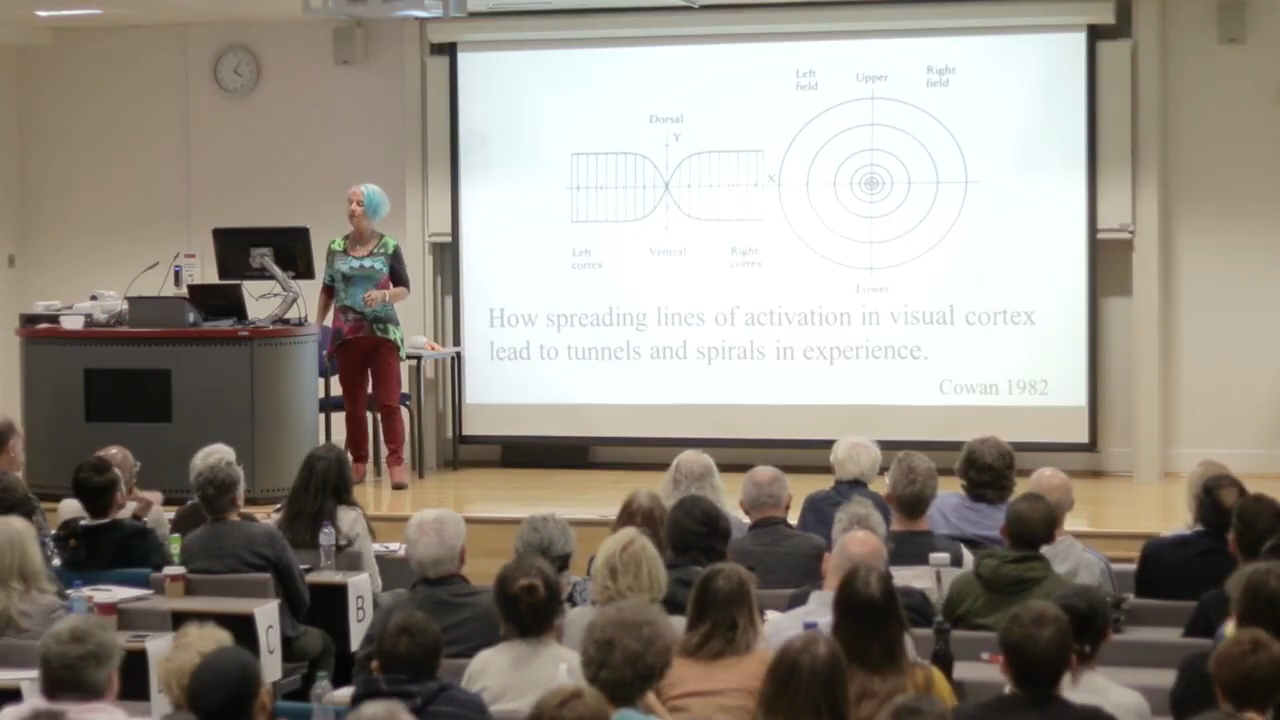 Left field
Upper
Right field
Dorsal
Y
X
Left cortex
Ventral
Right cortex
Lower
How spreading lines of activation in visual cortex
lead to tunnels and spirals in experience.
Cowan 1982
B
C